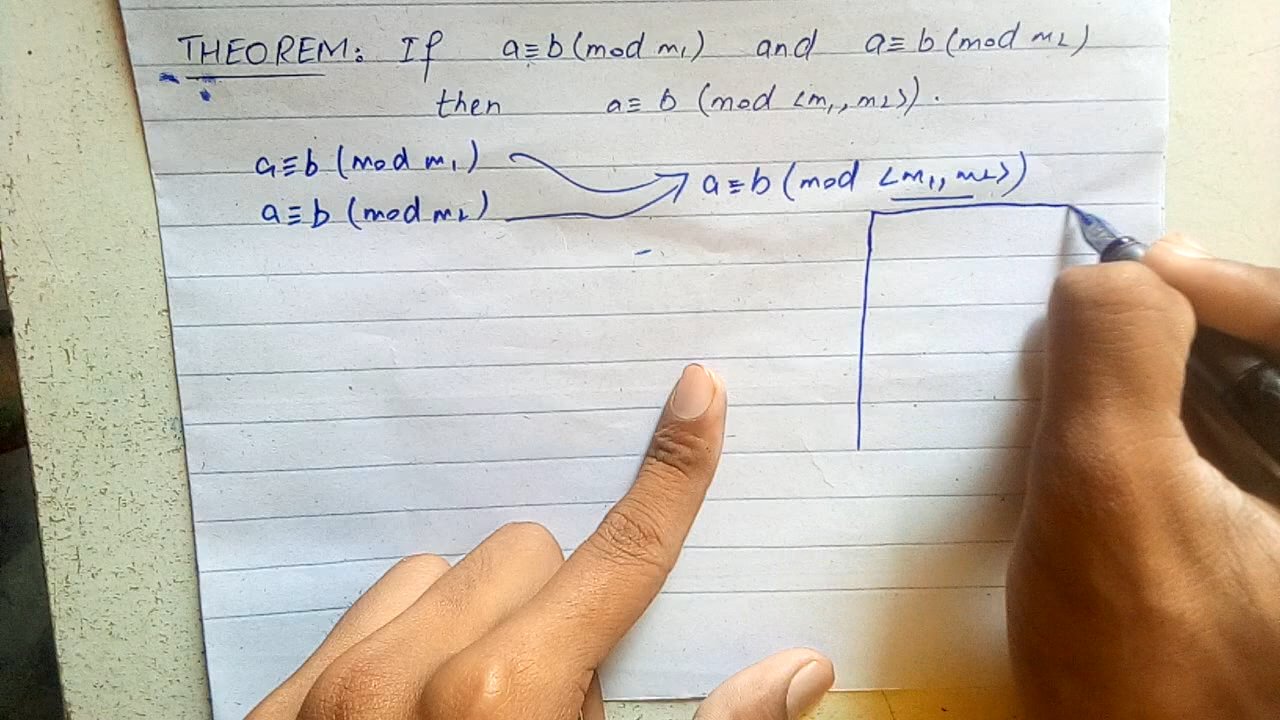 THEOREM: If a≡b (mod m₁) and a≡ b (mod m₂)
then a≡ b (mod <m₁, m₂>).
a≡b (mod m₁)
a≡b (mod <m₁, m₂>)
a≡b (mod m₂)